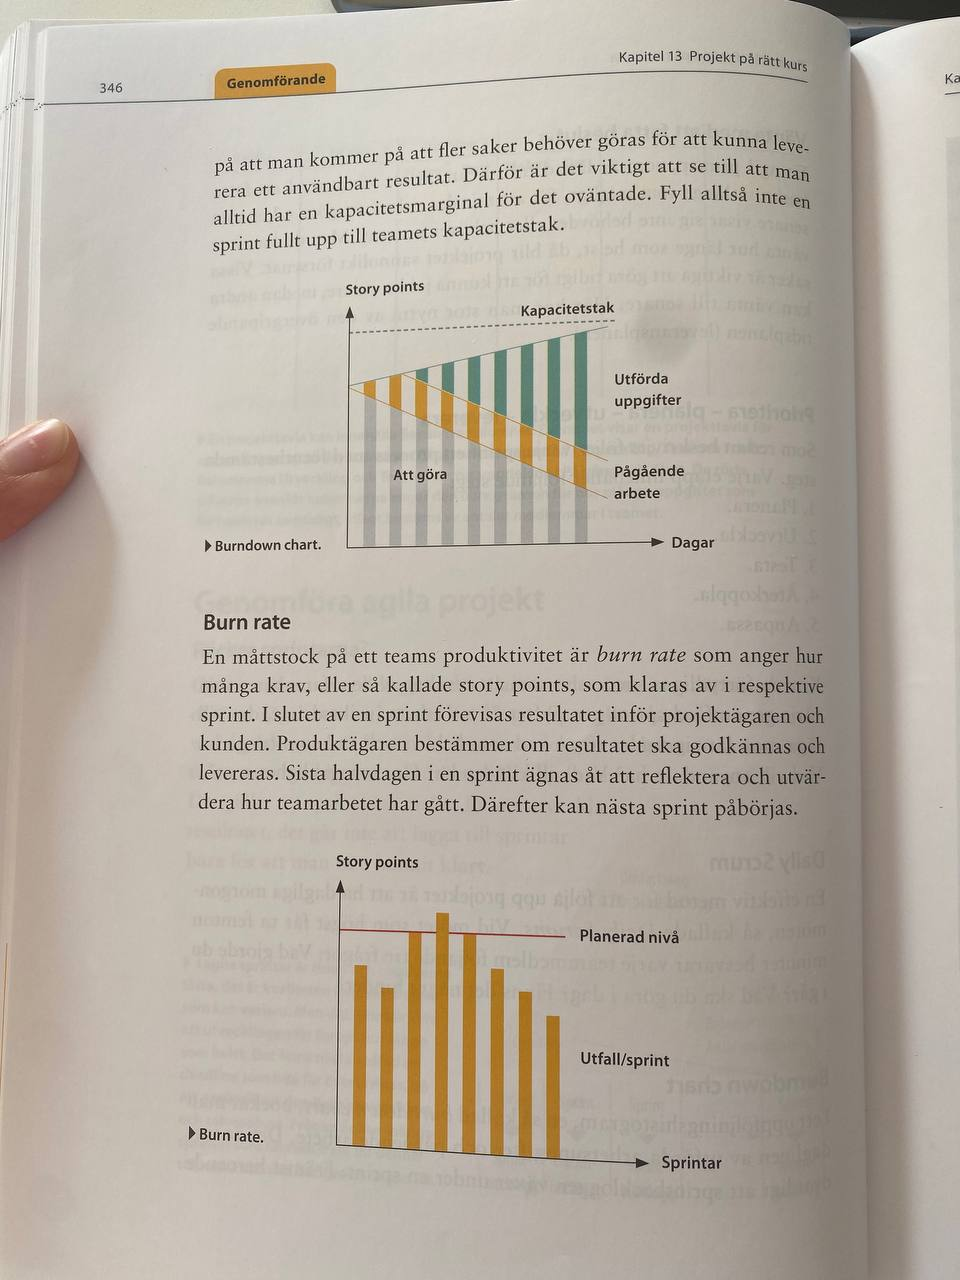 346
Genomförande
Kapitel 13 Projekt på rätt kurs
på att man kommer på att fler saker behöver göras för att kunna leve-
rera ett användbart resultat. Därför är det viktigt att se till att man
alltid har en kapacitetsmarginal för det oväntade. Fyll alltså inte en
sprint fullt upp till teamets kapacitetstak.
Story points
Kapacitetstak
Utförda
uppgifter
Att göra
Pågående
arbete
Burndown chart.
Dagar
Burn rate
En måttstock på ett teams produktivitet är burn rate som anger hur
många krav, eller så kallade story points, som klaras av i respektive
sprint. I slutet av en sprint förevisas resultatet inför projektägaren och
kunden. Produktägaren bestämmer om resultatet ska godkännas och
levereras. Sista halvdagen i en sprint ägnas åt att reflektera och utvär-
dera hur teamarbetet har gått. Därefter kan nästa sprint påbörjas.
Story points
Planerad nivå
Utfall/sprint
Burn rate.
Sprintar
Ka